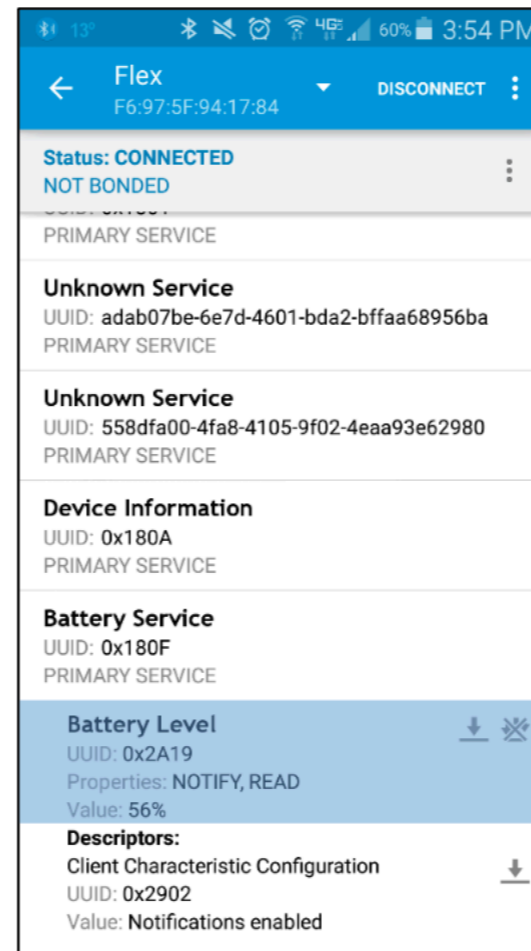 13° 4G 60% 3:54 PM
Flex DISCONNECT
F6:97:5F:94:17:84
Status: CONNECTED
NOT BONDED
PRIMARY SERVICE
Unknown Service
UUID: adab07be-6e7d-4601-bda2-bffaa68956ba
PRIMARY SERVICE
Unknown Service
UUID: 558dfa00-4fa8-4105-9f02-4eaa93e62980
PRIMARY SERVICE
Device Information
UUID: 0x180A
PRIMARY SERVICE
Battery Service
UUID: 0x180F
PRIMARY SERVICE
Battery Level
UUID: 0x2A19
Properties: NOTIFY, READ
Value: 56%
Descriptors:
Client Characteristic Configuration
UUID: 0x2902
Value: Notifications enabled